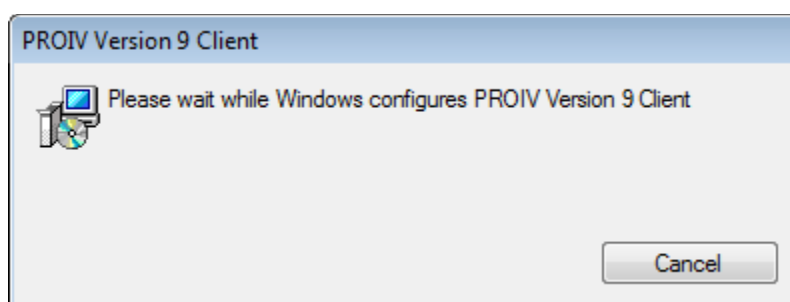 PROIV Version 9 Client
Please wait while Windows configures PROIV Version 9 Client
Cancel